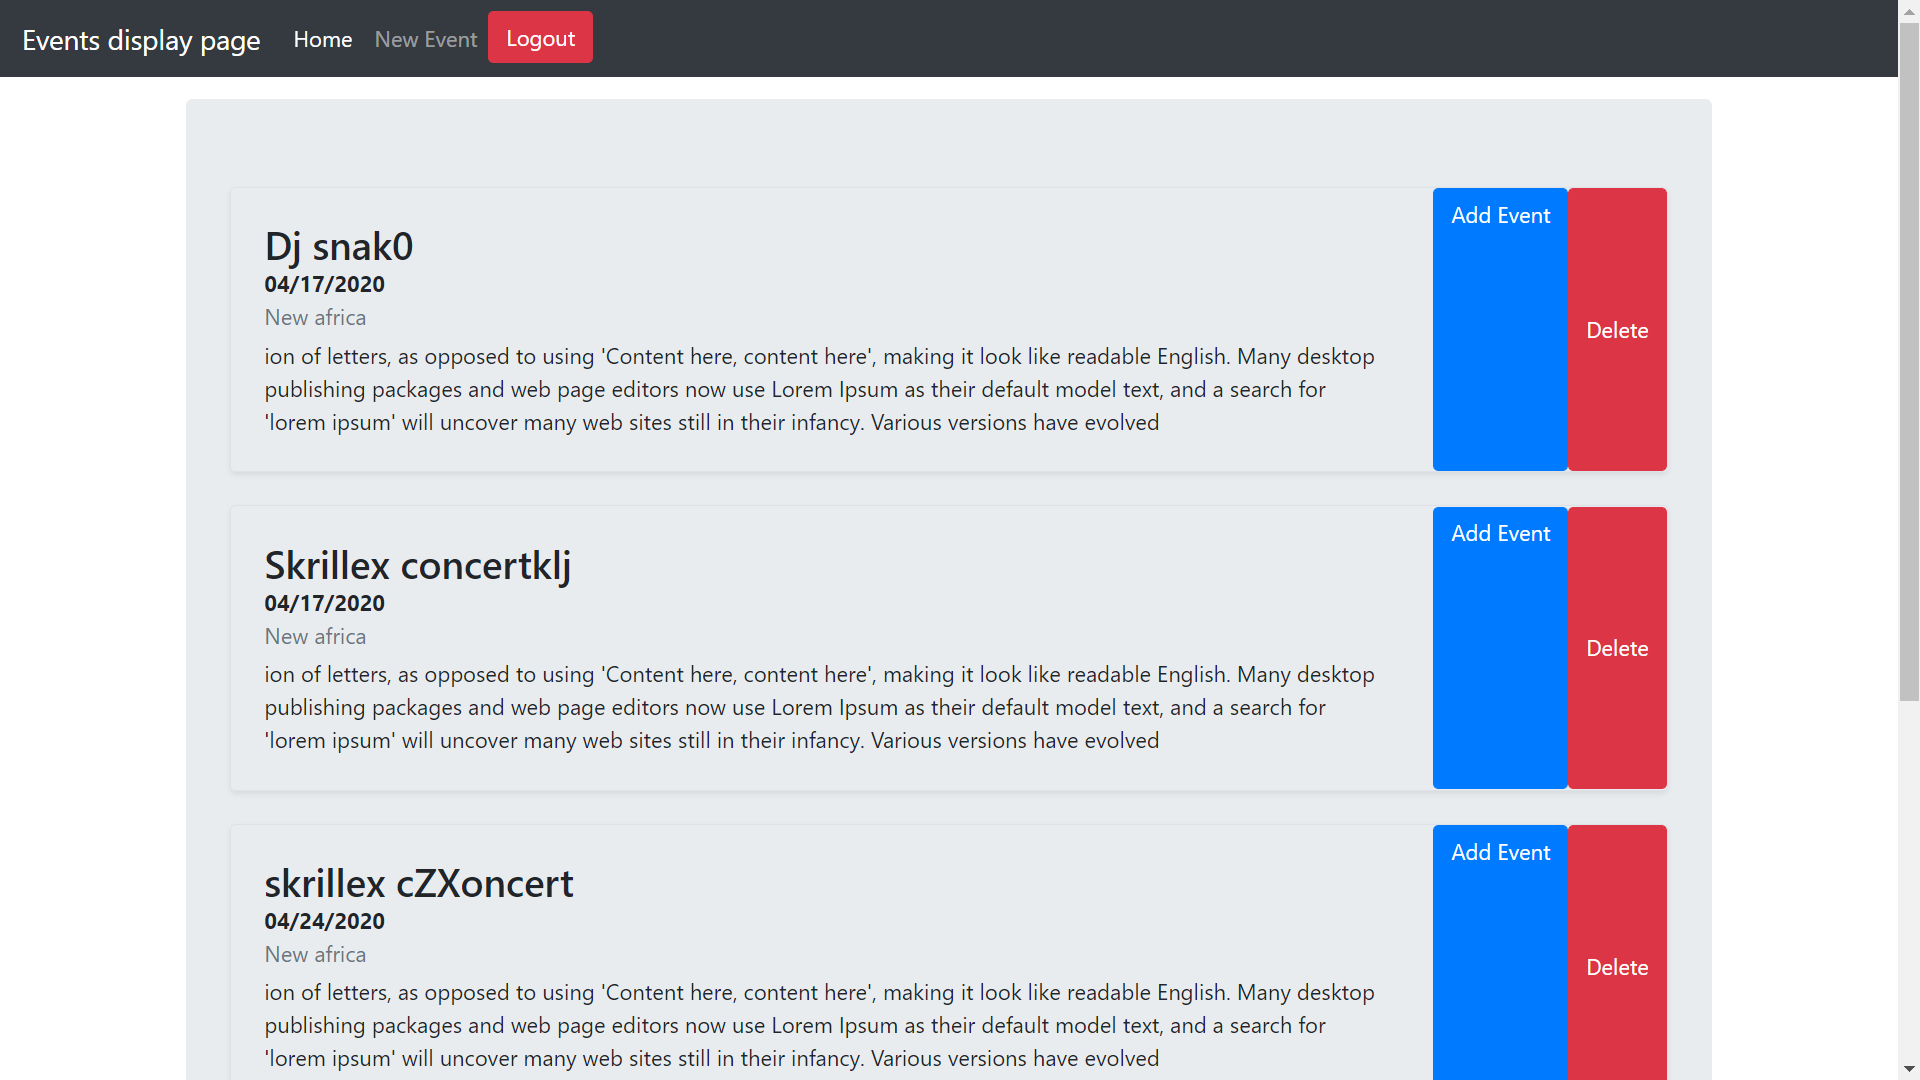 Events display page Home New Event Logout
Dj snak0
04/17/2020
New africa
ion of letters, as opposed to using 'Content here, content here', making it look like readable English. Many desktop
publishing packages and web page editors now use Lorem Ipsum as their default model text, and a search for
'lorem ipsum' will uncover many web sites still in their infancy. Various versions have evolved
Add Event
Delete
Skrillex concertklj
04/17/2020
New africa
ion of letters, as opposed to using 'Content here, content here', making it look like readable English. Many desktop
publishing packages and web page editors now use Lorem Ipsum as their default model text, and a search for
'lorem ipsum' will uncover many web sites still in their infancy. Various versions have evolved
Add Event
Delete
skrillex cZXoncert
04/24/2020
New africa
ion of letters, as opposed to using 'Content here, content here', making it look like readable English. Many desktop
publishing packages and web page editors now use Lorem Ipsum as their default model text, and a search for
'lorem ipsum' will uncover many web sites still in their infancy. Various versions have evolved
Add Event
Delete